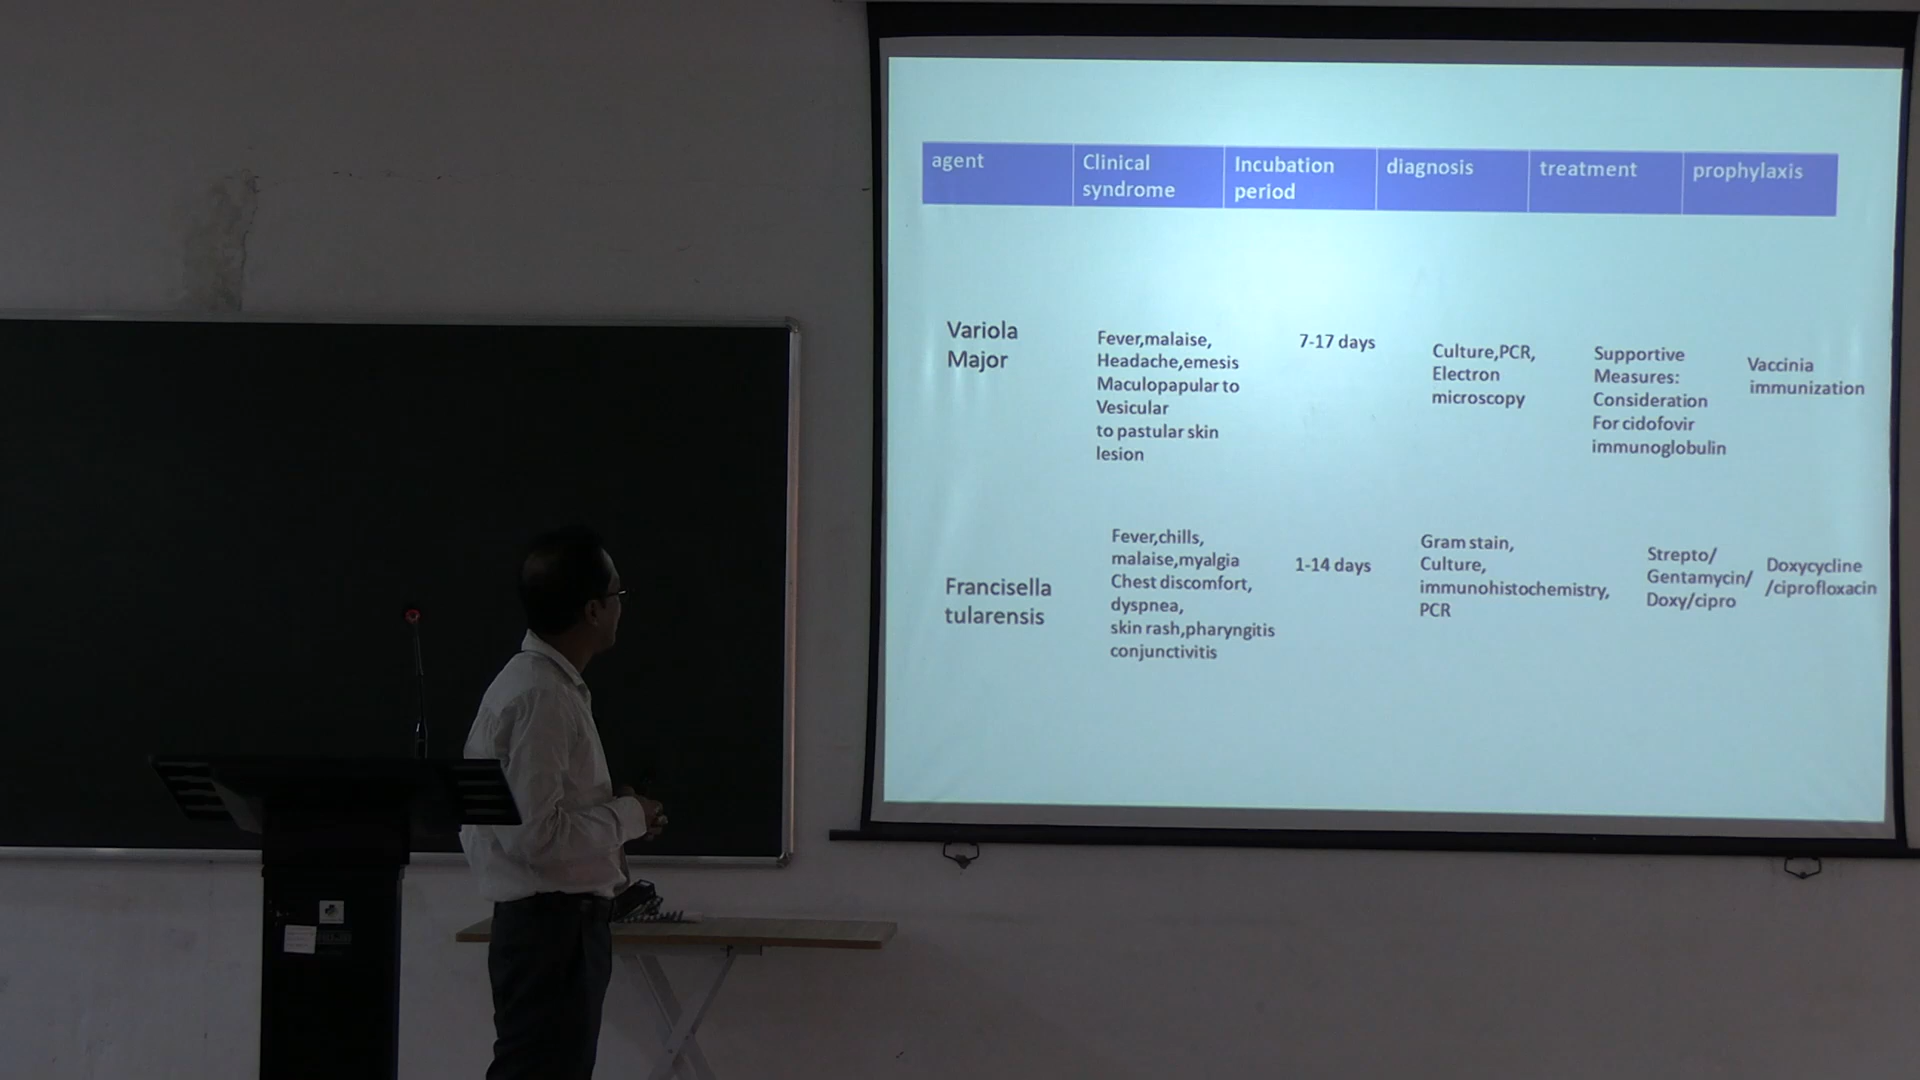 agent
Clinical
syndrome
Incubation
period
diagnosis
treatment
prophylaxis
Variola
Major
Fever,malaise,
Headache,emesis
Maculopapular to
Vesicular
to pastular skin
lesion
7-17 days
Culture,PCR,
Electron
microscopy
Supportive
Measures:
Consideration
For cidofovir
immunoglobulin
Vaccinia
immunization
Francisella
tularensis
Fever,chills,
malaise,myalgia
Chest discomfort,
dyspnea,
skin rash,pharyngitis
conjunctivitis
1-14 days
Gram stain,
Culture,
immunohistochemistry,
PCR
Strepto/
Gentamycin/
Doxy/cipro
Doxycycline
/ciprofloxacin